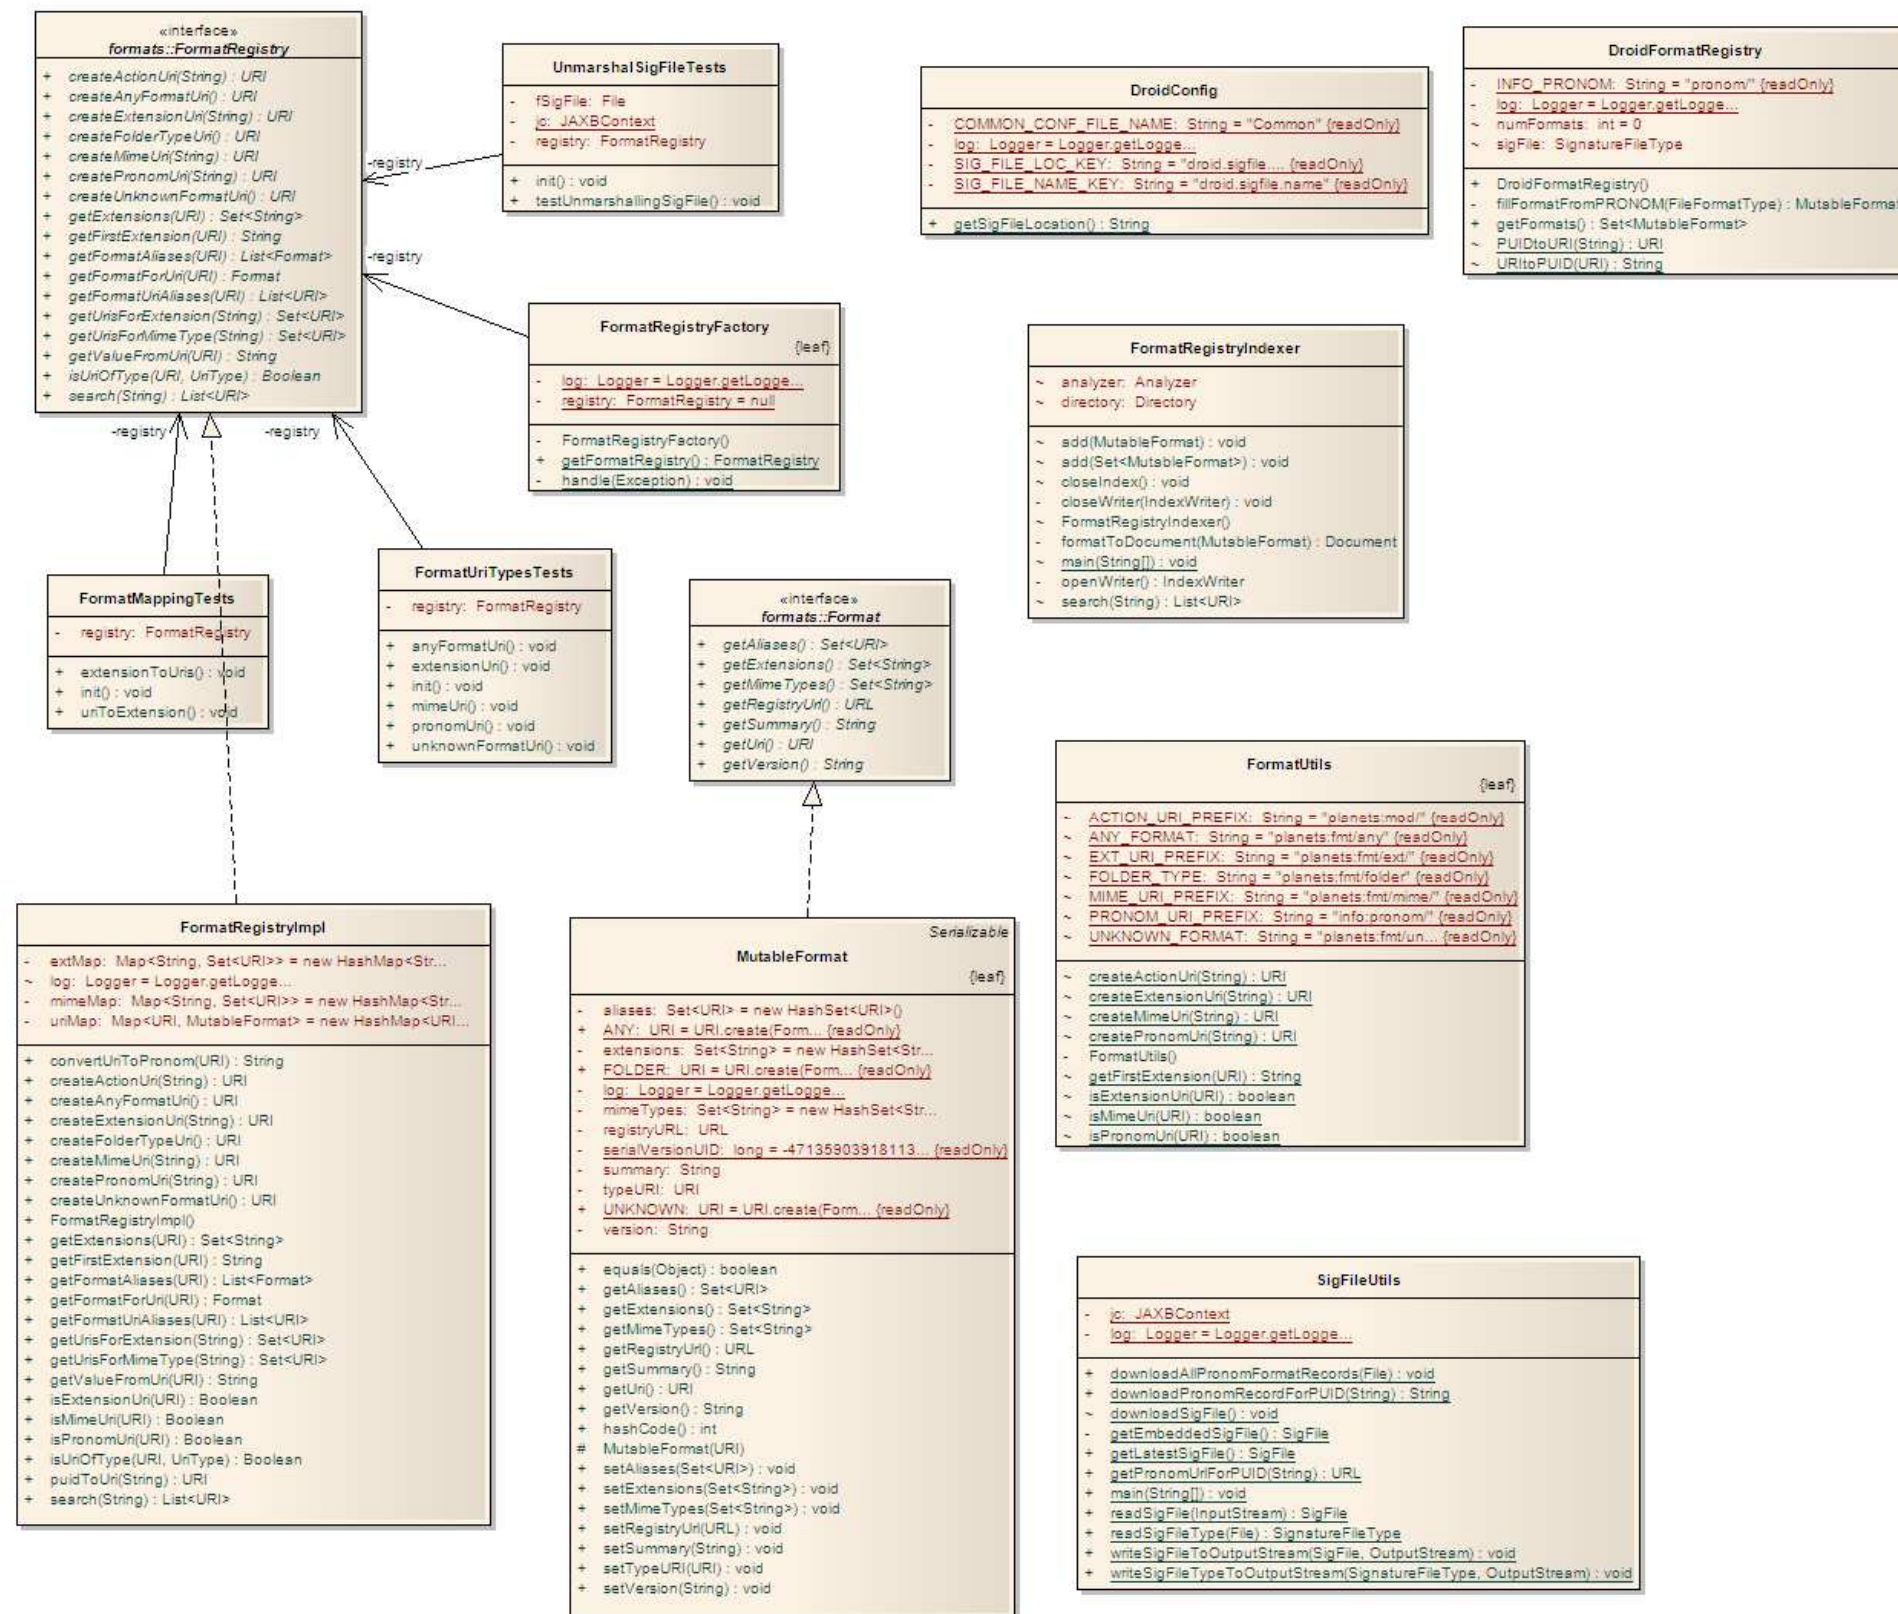 «interface»
formats::FormatRegistry
+ createActionUri(String) : URI
+ createAnyFormatUri() : URI
+ createExtensionUri(String) : URI
+ createFolderTypeUri() : URI
+ createMimeUri(String) : URI
+ createPronomUri(String) : URI
+ createUnknownFormatUri() : URI
+ getExtensions(URI) : Set<String>
+ getFirstExtension(URI) : String
+ getFormatAliases(URI) : List<Format>
+ getFormatForUri(URI) : Format
+ getFormatUriAliases(URI) : List<URI>
+ getUrisForExtension(String) : Set<URI>
+ getUrisForMimeType(String) : Set<URI>
+ getValueFromUri(URI) : String
+ isUriOfType(URI, UriType) : Boolean
+ search(String) : List<URI>
-registry
-registry
-registry
-registry
UnmarshalSigFileTests
- fSigFile: File
- jc: JAXBContext
- registry: FormatRegistry
+ init() : void
+ testUnmarshallingSigFile() : void
DroidConfig
- COMMON_CONF_FILE_NAME: String = "Common" {readOnly}
- log: Logger = Logger.getLogge...
- SIG_FILE_LOC_KEY: String = "droid.sigfile.... {readOnly}
- SIG_FILE_NAME_KEY: String = "droid.sigfile.name" {readOnly}
+ getSigFileLocation() : String
DroidFormatRegistry
- INFO_PRONOM: String = "pronom/" {readOnly}
- log: Logger = Logger.getLogge...
~ numFormats: int = 0
~ sigFile: SignatureFileType
+ DroidFormatRegistry()
- fillFormatFromPRONOM(FileFormatType) : MutableFormat
+ getFormats() : Set<MutableFormat>
~ PUIDtoURI(String) : URI
~ URItoPUID(URI) : String
FormatRegistryFactory
{leaf}
- log: Logger = Logger.getLogge...
- registry: FormatRegistry = null
- FormatRegistryFactory()
+ getFormatRegistry() : FormatRegistry
- handle(Exception) : void
FormatRegistryIndexer
~ analyzer: Analyzer
~ directory: Directory
~ add(MutableFormat) : void
~ add(Set<MutableFormat>) : void
~ closeIndex() : void
- closeWriter(IndexWriter) : void
~ FormatRegistryIndexer()
- formatToDocument(MutableFormat) : Document
~ main(String[]) : void
- openWriter() : IndexWriter
~ search(String) : List<URI>
FormatMappingTests
- registry: FormatRegistry
+ extensionToUris() : void
+ init() : void
+ uriToExtension() : void
FormatUriTypesTests
- registry: FormatRegistry
+ anyFormatUri() : void
+ extensionUri() : void
+ init() : void
+ mimeUri() : void
+ pronomUri() : void
+ unknownFormatUri() : void
«interface»
formats::Format
+ getAliases() : Set<URI>
+ getExtensions() : Set<String>
+ getMimeTypes() : Set<String>
+ getRegistryUrl() : URL
+ getSummary() : String
+ getUri() : URI
+ getVersion() : String
FormatUtils
{leaf}
~ ACTION_URI_PREFIX: String = "planets:mod/" {readOnly}
~ ANY_FORMAT: String = "planets:fmt/any" {readOnly}
~ EXT_URI_PREFIX: String = "planets:fmt/ext/" {readOnly}
~ FOLDER_TYPE: String = "planets:fmt/folder" {readOnly}
~ MIME_URI_PREFIX: String = "planets:fmt/mime/" {readOnly}
~ PRONOM_URI_PREFIX: String = "info:pronom/" {readOnly}
~ UNKNOWN_FORMAT: String = "planets:fmt/un... {readOnly}
~ createActionUri(String) : URI
~ createExtensionUri(String) : URI
~ createMimeUri(String) : URI
~ createPronomUri(String) : URI
- FormatUtils()
~ getFirstExtension(URI) : String
~ isExtensionUri(URI) : boolean
~ isMimeUri(URI) : boolean
~ isPronomUri(URI) : boolean
FormatRegistryImpl
- extMap: Map<String, Set<URI>> = new HashMap<Str...
~ log: Logger = Logger.getLogge...
- mimeMap: Map<String, Set<URI>> = new HashMap<Str...
- uriMap: Map<URI, MutableFormat> = new HashMap<URI...
+ convertUriToPronom(URI) : String
+ createActionUri(String) : URI
+ createAnyFormatUri() : URI
+ createExtensionUri(String) : URI
+ createFolderTypeUri() : URI
+ createMimeUri(String) : URI
+ createPronomUri(String) : URI
+ createUnknownFormatUri() : URI
+ FormatRegistryImpl()
+ getExtensions(URI) : Set<String>
+ getFirstExtension(URI) : String
+ getFormatAliases(URI) : List<Format>
+ getFormatForUri(URI) : Format
+ getFormatUriAliases(URI) : List<URI>
+ getUrisForExtension(String) : Set<URI>
+ getUrisForMimeType(String) : Set<URI>
+ getValueFromUri(URI) : String
+ isExtensionUri(URI) : Boolean
+ isMimeUri(URI) : Boolean
+ isPronomUri(URI) : Boolean
+ isUriOfType(URI, UriType) : Boolean
+ puidToUri(String) : URI
+ search(String) : List<URI>
Serializable
MutableFormat
{leaf}
- aliases: Set<URI> = new HashSet<URI>()
+ ANY: URI = URI.create(Form... {readOnly}
- extensions: Set<String> = new HashSet<Str...
+ FOLDER: URI = URI.create(Form... {readOnly}
- log: Logger = Logger.getLogge...
- mimeTypes: Set<String> = new HashSet<Str...
- registryURL: URL
- serialVersionUID: long = -47135903918113... {readOnly}
- summary: String
- typeURI: URI
+ UNKNOWN: URI = URI.create(Form... {readOnly}
- version: String
+ equals(Object) : boolean
+ getAliases() : Set<URI>
+ getExtensions() : Set<String>
+ getMimeTypes() : Set<String>
+ getRegistryUrl() : URL
+ getSummary() : String
+ getUri() : URI
+ getVersion() : String
+ hashCode() : int
# MutableFormat(URI)
+ setAliases(Set<URI>) : void
+ setExtensions(Set<String>) : void
+ setMimeTypes(Set<String>) : void
+ setRegistryUrl(URL) : void
+ setSummary(String) : void
+ setTypeURI(URI) : void
+ setVersion(String) : void
SigFileUtils
- jc: JAXBContext
- log: Logger = Logger.getLogge...
+ downloadAllPronomFormatRecords(File) : void
+ downloadPronomRecordForPUID(String) : String
~ downloadSigFile() : void
- getEmbeddedSigFile() : SigFile
+ getLatestSigFile() : SigFile
+ getPronomUrlForPUID(String) : URL
+ main(String[]) : void
+ readSigFile(InputStream) : SigFile
+ readSigFileType(File) : SignatureFileType
+ writeSigFileToOutputStream(SigFile, OutputStream) : void
+ writeSigFileTypeToOutputStream(SignatureFileType, OutputStream) : void